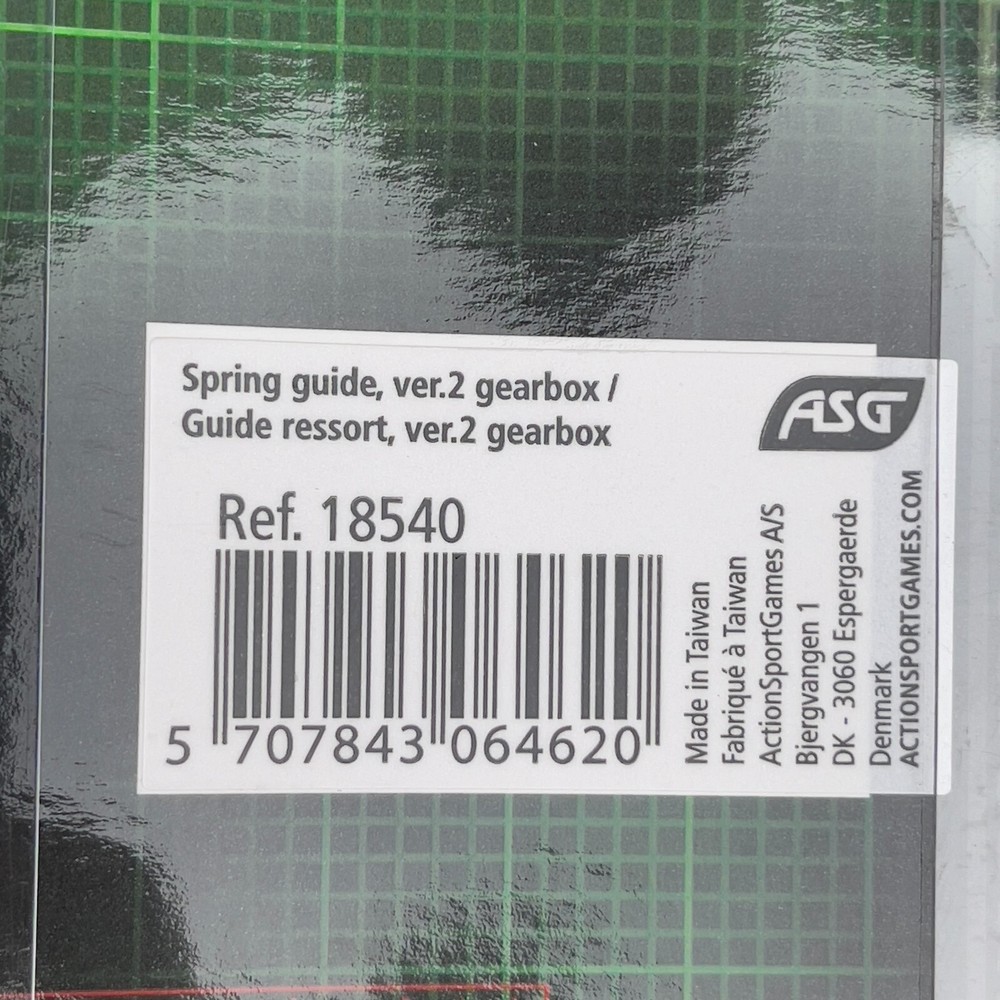 Spring guide, ver.2 gearbox /
Guide ressort, ver.2 gearbox
ASG
Ref. 18540
5 707843 064620
Made in Taiwan
Fabriqué à Taiwan
ActionSportGames A/S
Bjergvangen 1
DK - 3060 Espergaerde
Denmark
ACTIONSPORTGAMES.COM